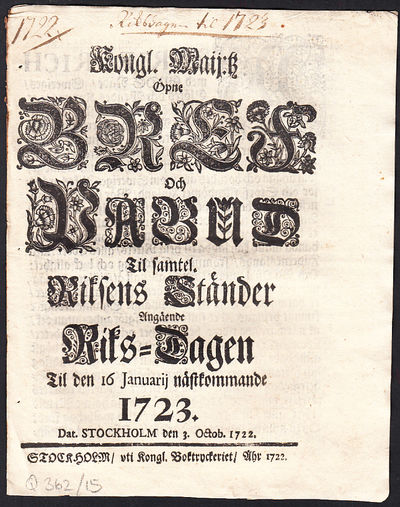 1722.
Riksdagen til 1723.
Kongl. Maij:tz
Öpne
BREF
Och
PÅBUD
Til samtel.
Riksens Ständer
Angående
Riks=Dagen
Til den 16 Januarij nästkommande
1723.
Dat. STOCKHOLM den 3. Octob. 1722.
STOCKHOLM/ uti Kongl. Boktryckeriet/ Åhr 1722.
362/15